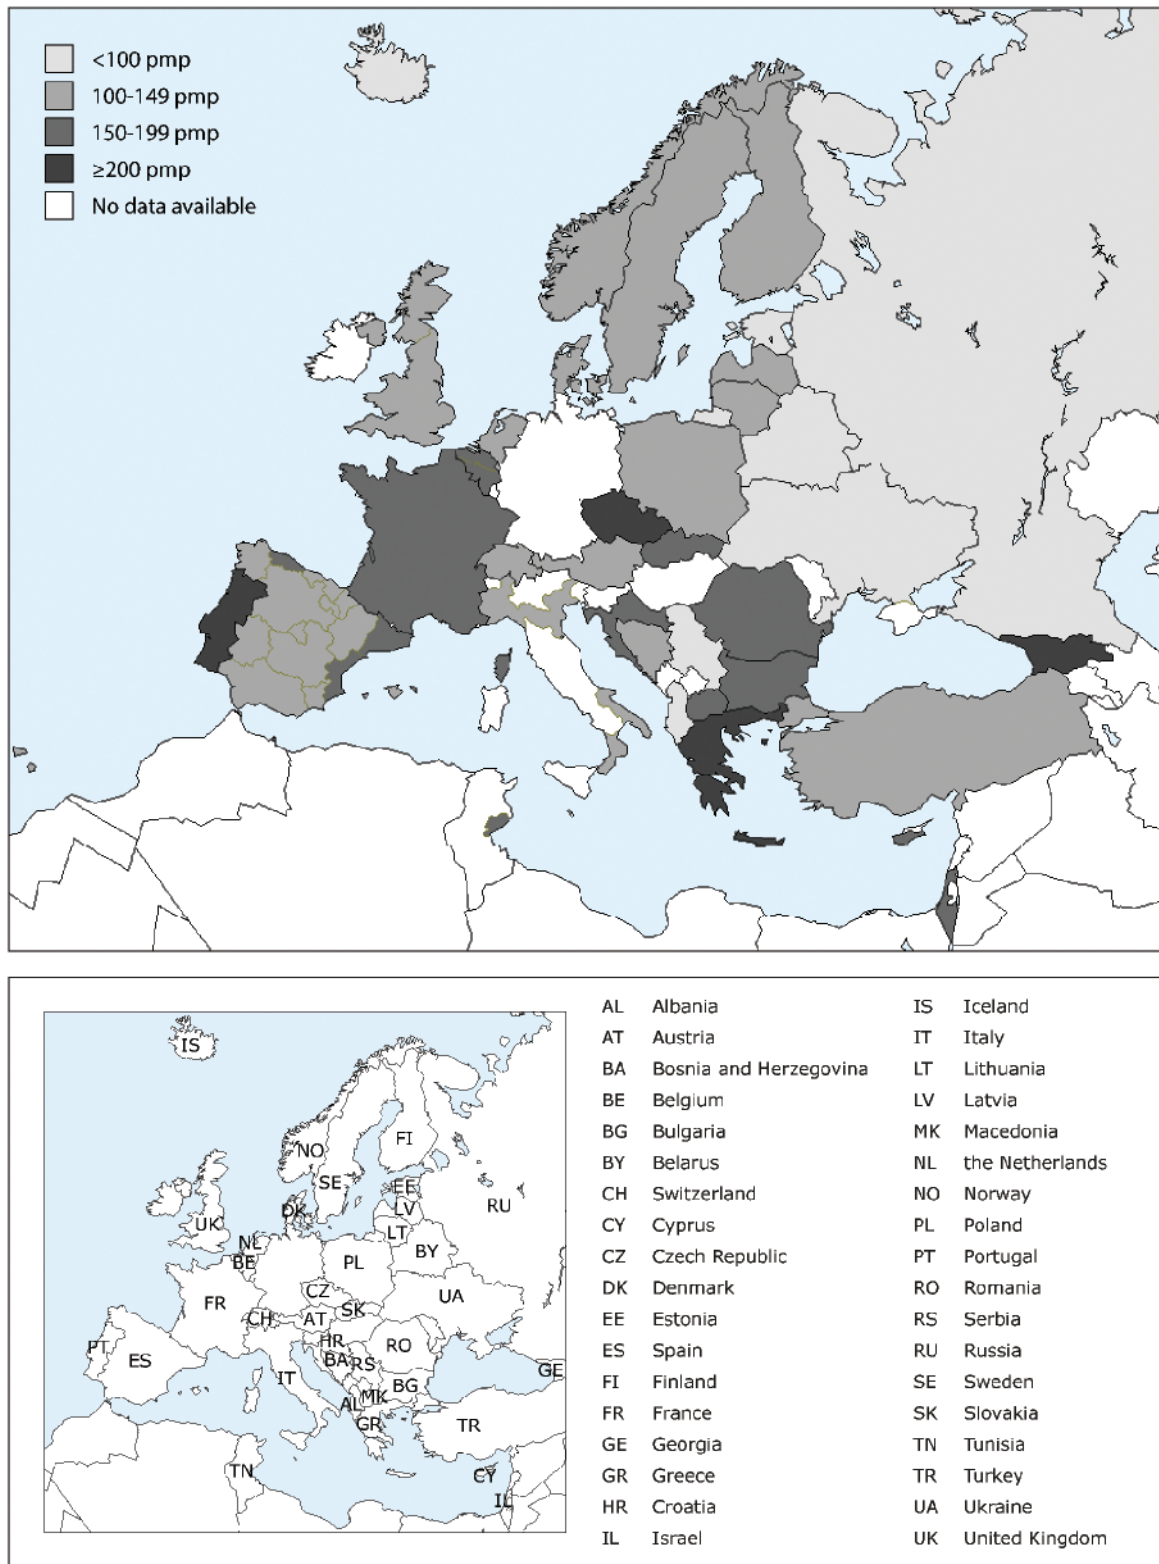 <100 pmp
100-149 pmp
150-199 pmp
≥200 pmp
No data available
IS
NO
FI
SE
EE
RU
DK
LV
UK
LT
NL
BY
BE
PL
CZ
UA
FR
SK
CH
AT
HR
RO
PT
BA
RS
ES
GE
IT
BG
MK
AL
GR
TR
TN
CY
IL
AL Albania
AT Austria
BA Bosnia and Herzegovina
BE Belgium
BG Bulgaria
BY Belarus
CH Switzerland
CY Cyprus
CZ Czech Republic
DK Denmark
EE Estonia
ES Spain
FI Finland
FR France
GE Georgia
GR Greece
HR Croatia
IL Israel
IS Iceland
IT Italy
LT Lithuania
LV Latvia
MK Macedonia
NL the Netherlands
NO Norway
PL Poland
PT Portugal
RO Romania
RS Serbia
RU Russia
SE Sweden
SK Slovakia
TN Tunisia
TR Turkey
UA Ukraine
UK United Kingdom